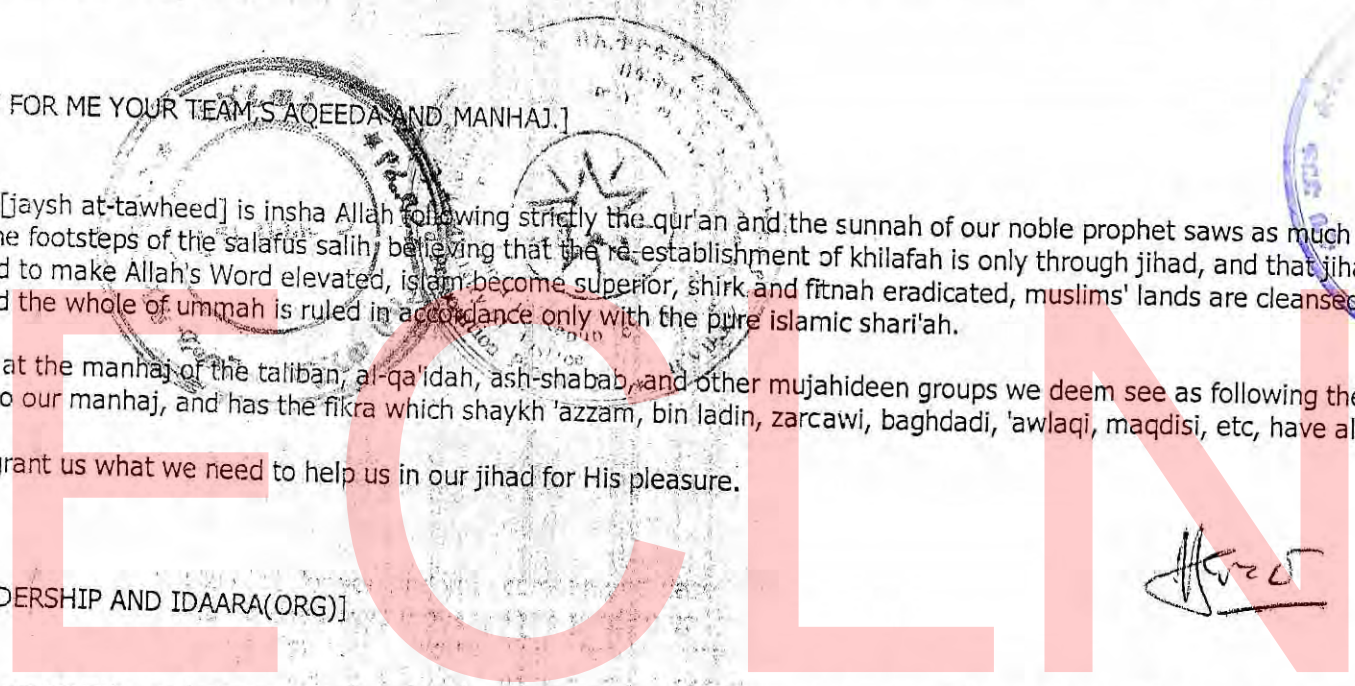 FOR ME YOUR TEAM,S AQEEDA AND MANHAJ.]
[jaysh at-tawheed] is insha Allah following strictly the qur'an and the sunnah of our noble prophet saws as much
footsteps of the salafus salih, believing that the re-establishment of khilafah is only through jihad, and that
to make Allah's Word elevated, islam become superior, shirk and fitnah eradicated, muslims' lands are cleansed
the whole of ummah is ruled in accordance only with the pure islamic shari'ah.
at the manhaj of the taliban, al-qa'idah, ash-shabab, and other mujahideen groups we deem see as following the
o our manhaj, and has the fikra which shaykh 'azzam, bin ladin, zarcawi, baghdadi, 'awlaqi, maqdisi, etc, have al
grant us what we need to help us in our jihad for His pleasure.
DERSHIP AND IDAARA(ORG)]
ECLN